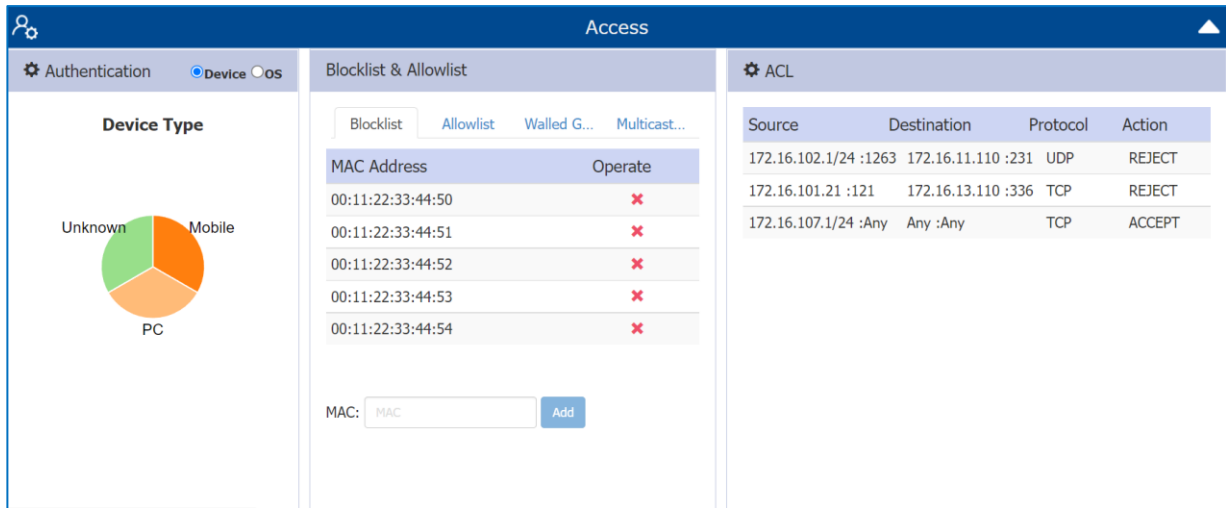 Access
Authentication Device OS
Device Type
Unknown Mobile
PC
Blocklist & Allowlist
Blocklist Allowlist Walled G... Multicast...
MAC Address Operate
00:11:22:33:44:50
00:11:22:33:44:51
00:11:22:33:44:52
00:11:22:33:44:53
00:11:22:33:44:54
MAC: MAC Add
ACL
Source Destination Protocol Action
172.16.102.1/24 :1263 172.16.11.110 :231 UDP REJECT
172.16.101.21 :121 172.16.13.110 :336 TCP REJECT
172.16.107.1/24 :Any Any :Any TCP ACCEPT